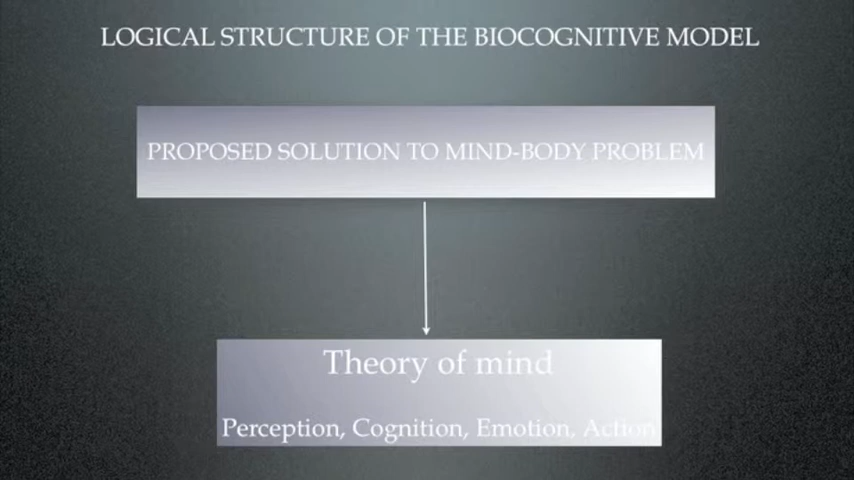 LOGICAL STRUCTURE OF THE BIOCOGNITIVE MODEL
PROPOSED SOLUTION TO MIND-BODY PROBLEM
Theory of mind
Perception, Cognition, Emotion, Action